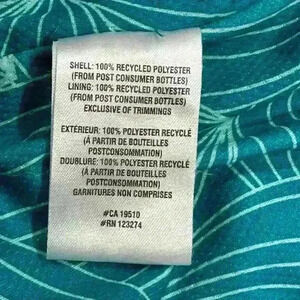 SHELL: 100% RECYCLED POLYESTER
(FROM POST CONSUMER BOTTLES)
LINING: 100% RECYCLED POLYESTER
(FROM POST CONSUMER BOTTLES)
EXCLUSIVE OF TRIMMINGS
EXTÉRIEUR: 100% POLYESTER RECYCLÉ
(À PARTIR DE BOUTEILLES
POSTCONSOMMATION)
DOUBLURE: 100% POLYESTER RECYCLÉ
(À PARTIR DE BOUTEILLES
POSTCONSOMMATION)
GARNITURES NON COMPRISES
#CA 19510
#RN 123274